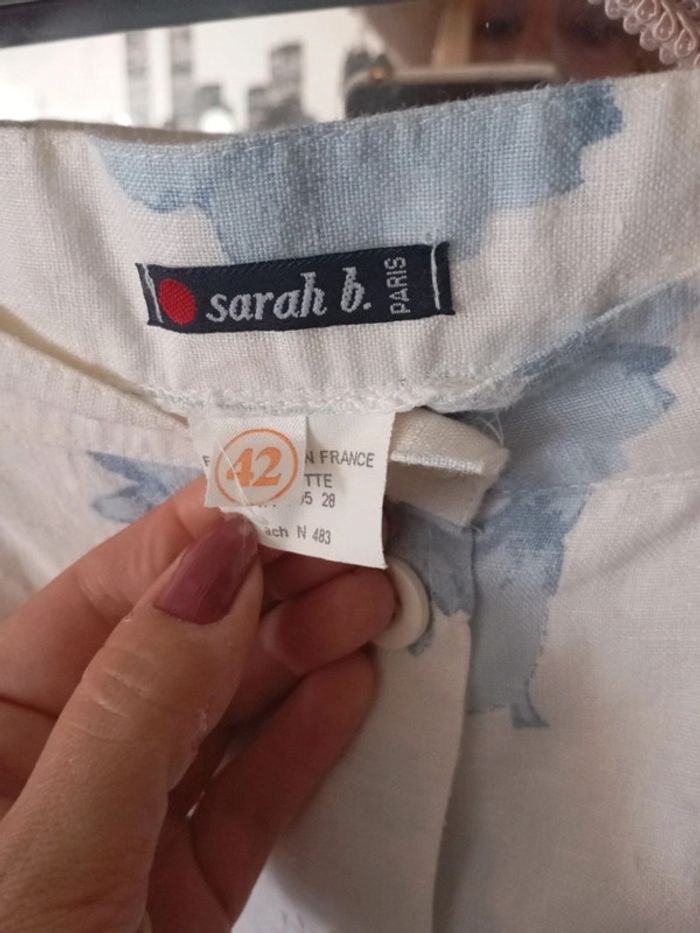 sarah b. PARIS
42
N FRANCE
TTE
5 28
ach N 483